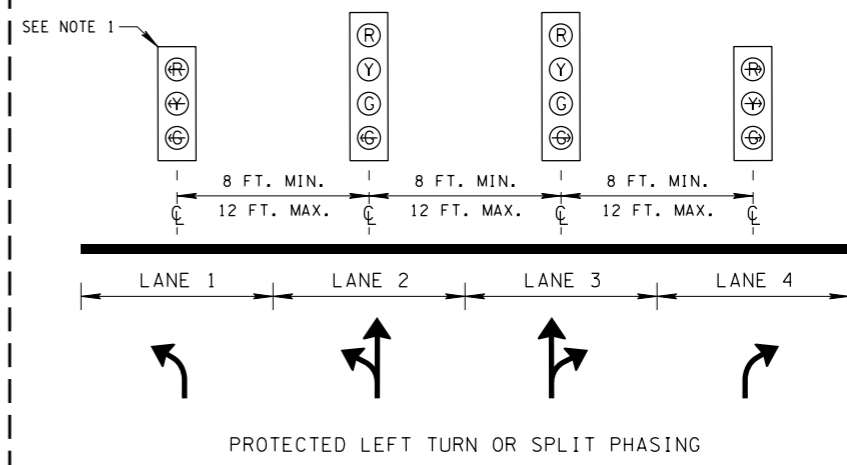 SEE NOTE 1
R
Y
G
R
Y
G
G
R
Y
G
G
R
Y
G
8 FT. MIN. 8 FT. MIN. 8 FT. MIN.
12 FT. MAX. 12 FT. MAX. 12 FT. MAX.
℄ ℄ ℄ ℄
LANE 1 LANE 2 LANE 3 LANE 4
PROTECTED LEFT TURN OR SPLIT PHASING